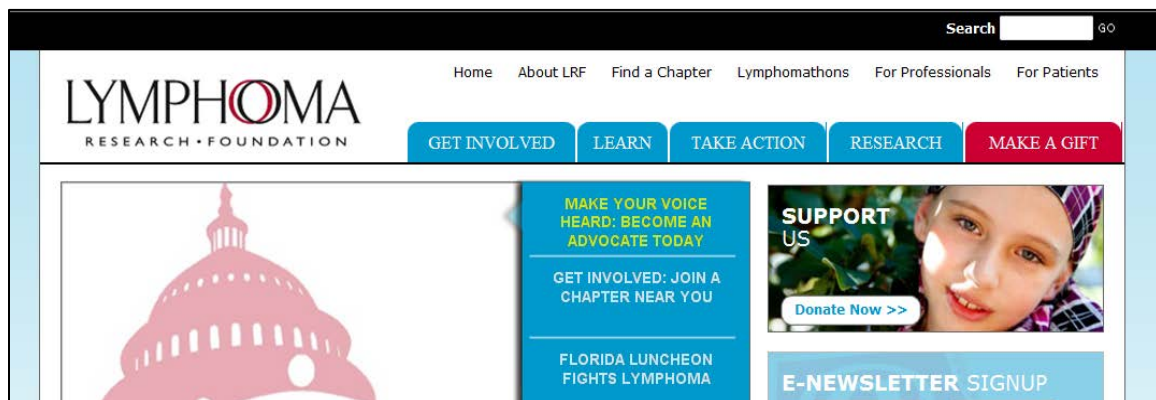 Search GO
Home About LRF Find a Chapter Lymphomathons For Professionals For Patients
LYMPHOMA
RESEARCH • FOUNDATION
GET INVOLVED LEARN TAKE ACTION RESEARCH MAKE A GIFT
MAKE YOUR VOICE
HEARD: BECOME AN
ADVOCATE TODAY
GET INVOLVED: JOIN A
CHAPTER NEAR YOU
FLORIDA LUNCHEON
FIGHTS LYMPHOMA
SUPPORT
US
Donate Now >>
E-NEWSLETTER SIGNUP